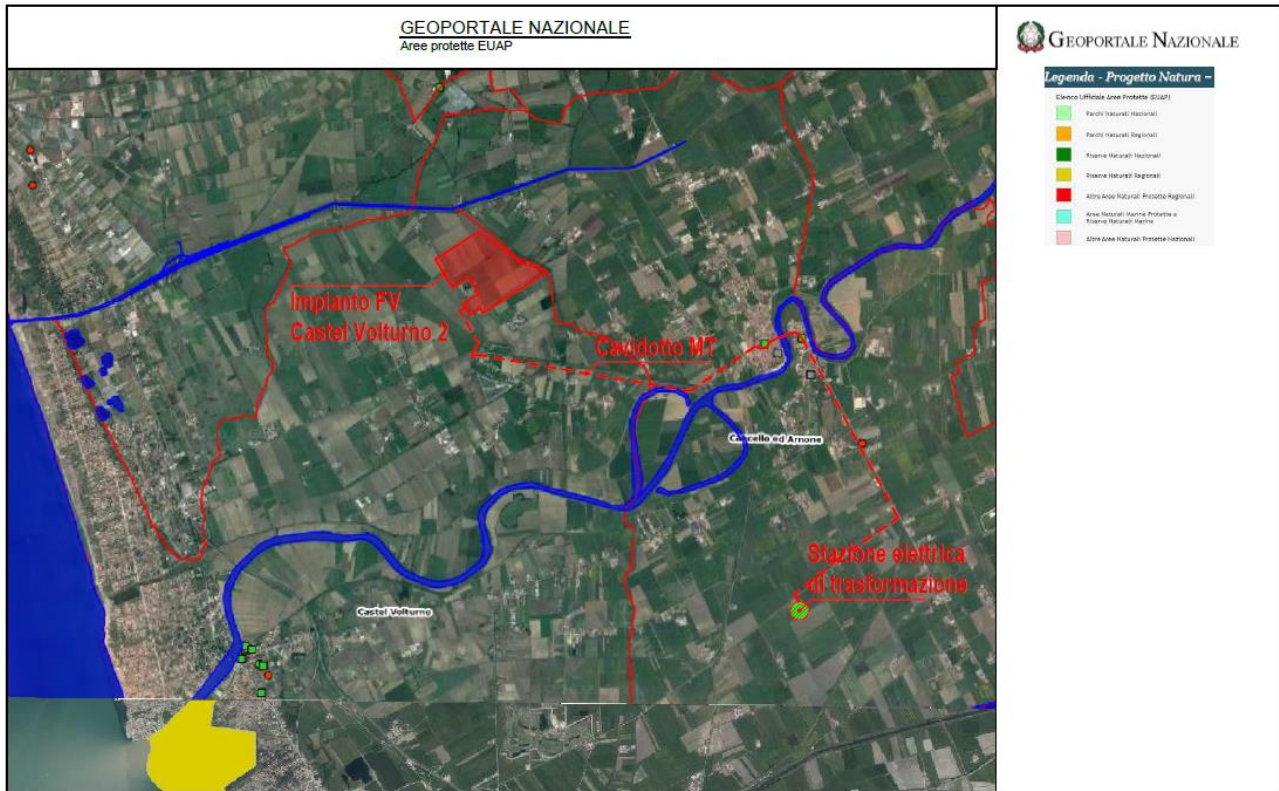 GEOPORTALE NAZIONALE
Aree protette EUAP
GEOPORTALE NAZIONALE
Legenda - Progetto Natura –
Elenco Ufficiale Aree Protette (EUAP)
Parchi Naturali Nazionali
Parchi Naturali Regionali
Riserve Naturali Nazionali
Riserve Naturali Regionali
Altre Aree Naturali Protette Regionali
Aree Naturali Marine Protette e
Riserve Naturali Marine
Altre Aree Naturali Protette Nazionali
Impianto FV
Castel Volturno 2
Cavidotto MT
Cancello ed Arnone
Stazione elettrica
di trasformazione
Castel Volturno